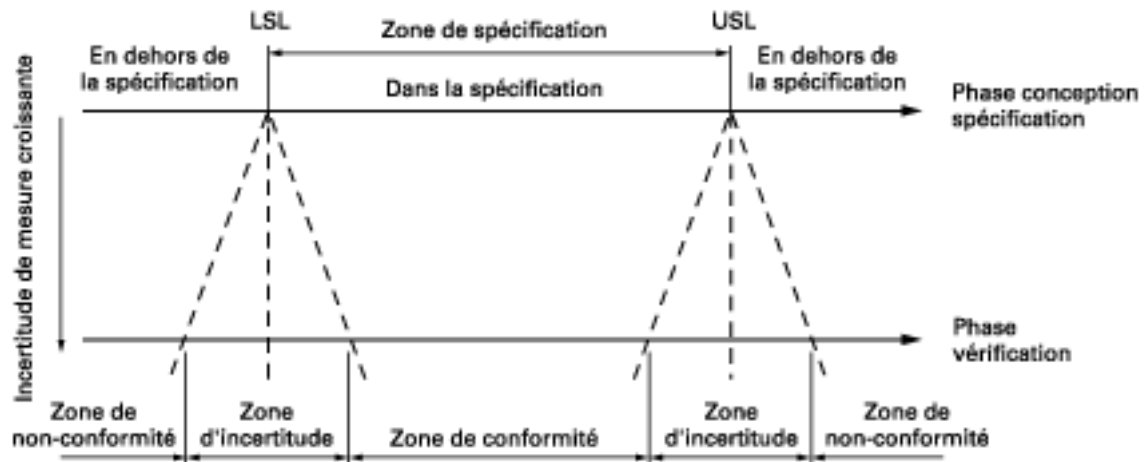 LSL
USL
Zone de spécification
En dehors de
la spécification
Dans la spécification
En dehors de
la spécification
Phase conception
spécification
Incertitude de mesure croissante
Phase
vérification
Zone de
non-conformité
Zone
d'incertitude
Zone de conformité
Zone
d'incertitude
Zone de
non-conformité